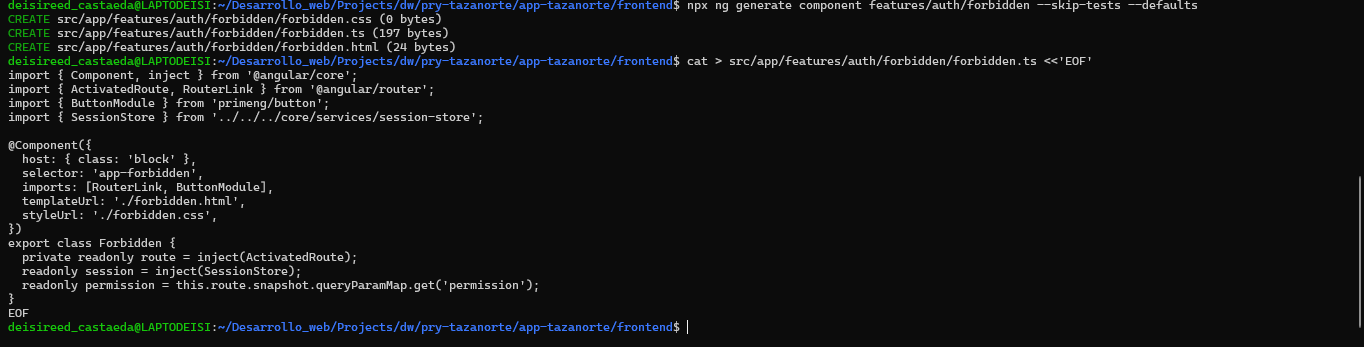 deisireed_castaeda@LAPTODEISI:~/Desarrollo_web/Projects/dw/pry-tazanorte/app-tazanorte/frontend$ npx ng generate component features/auth/forbidden --skip-tests --defaults
CREATE src/app/features/auth/forbidden/forbidden.css (0 bytes)
CREATE src/app/features/auth/forbidden/forbidden.ts (197 bytes)
CREATE src/app/features/auth/forbidden/forbidden.html (24 bytes)
deisireed_castaeda@LAPTODEISI:~/Desarrollo_web/Projects/dw/pry-tazanorte/app-tazanorte/frontend$ cat > src/app/features/auth/forbidden/forbidden.ts <<'EOF'
import { Component, inject } from '@angular/core';
import { ActivatedRoute, RouterLink } from '@angular/router';
import { ButtonModule } from 'primeng/button';
import { SessionStore } from '../../../core/services/session-store';

@Component({
  host: { class: 'block' },
  selector: 'app-forbidden',
  imports: [RouterLink, ButtonModule],
  templateUrl: './forbidden.html',
  styleUrl: './forbidden.css',
})
export class Forbidden {
  private readonly route = inject(ActivatedRoute);
  readonly session = inject(SessionStore);
  readonly permission = this.route.snapshot.queryParamMap.get('permission');
}
EOF
deisireed_castaeda@LAPTODEISI:~/Desarrollo_web/Projects/dw/pry-tazanorte/app-tazanorte/frontend$